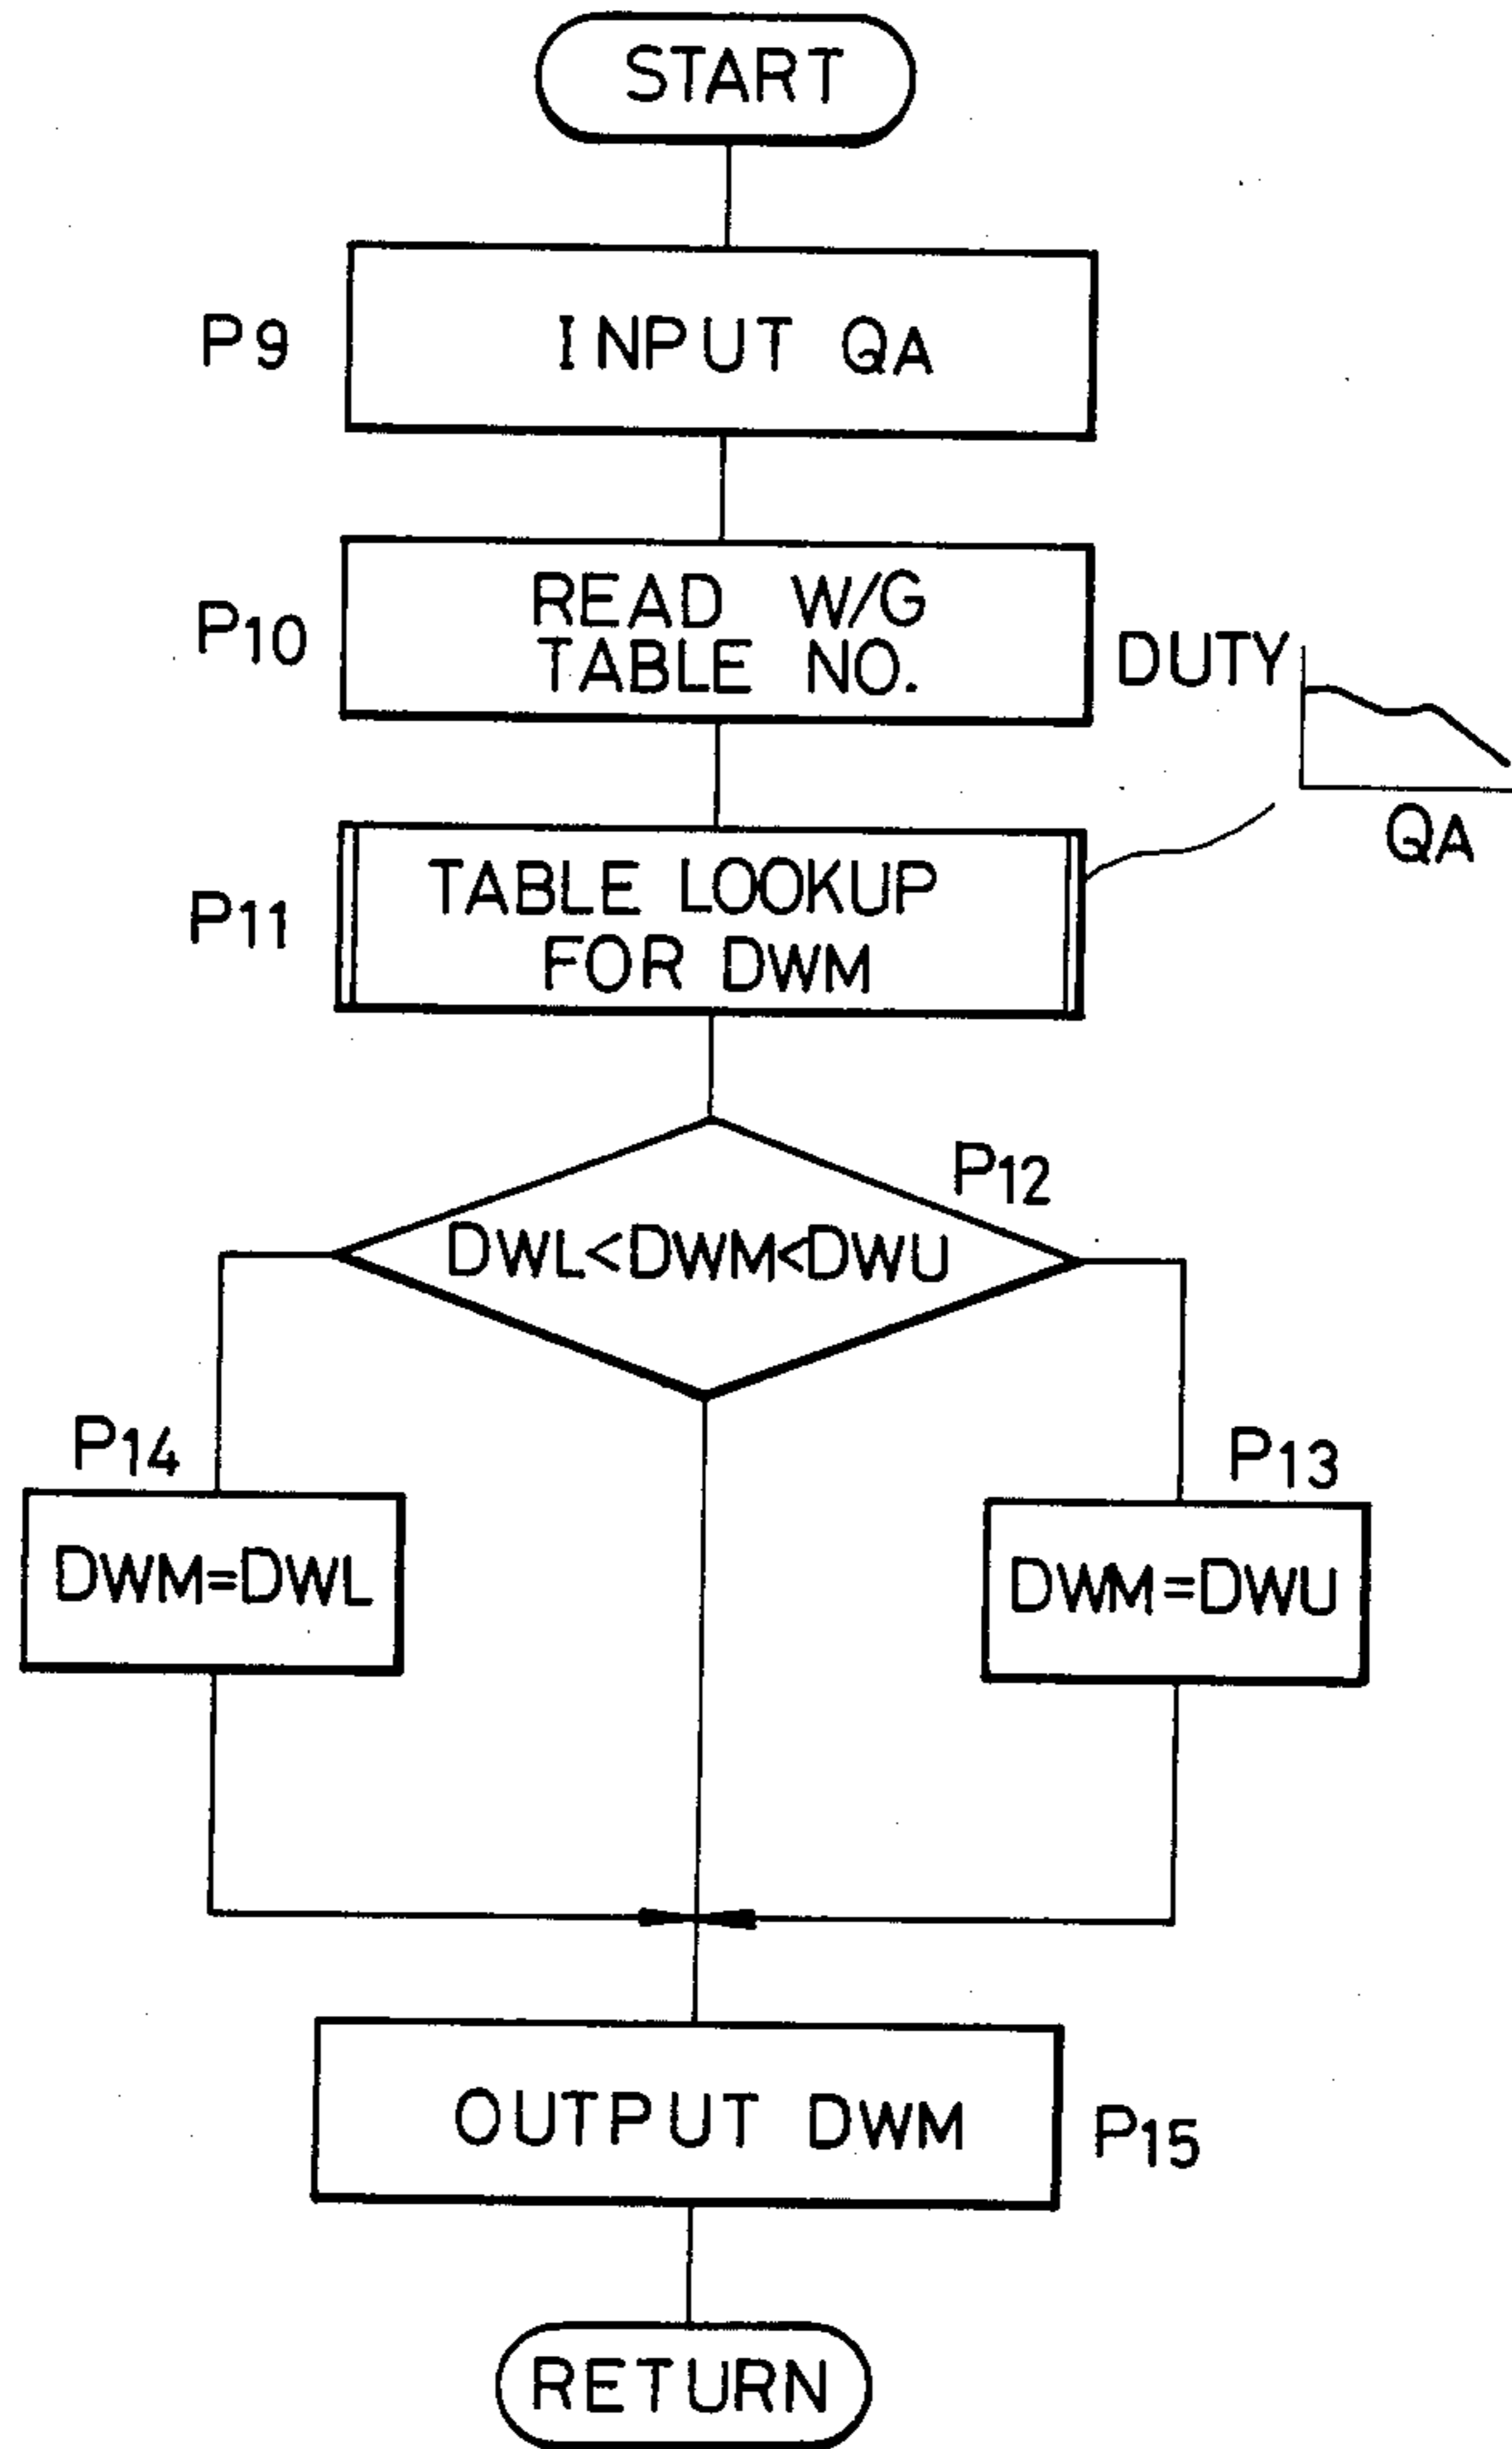 START
P9
INPUT QA
P10
READ W/G
TABLE NO.
DUTY
QA
P11
TABLE LOOKUP
FOR DWM
P12
DWL<DWM<DWU
P14
P13
DWM=DWL
DWM=DWU
OUTPUT DWM
P15
RETURN